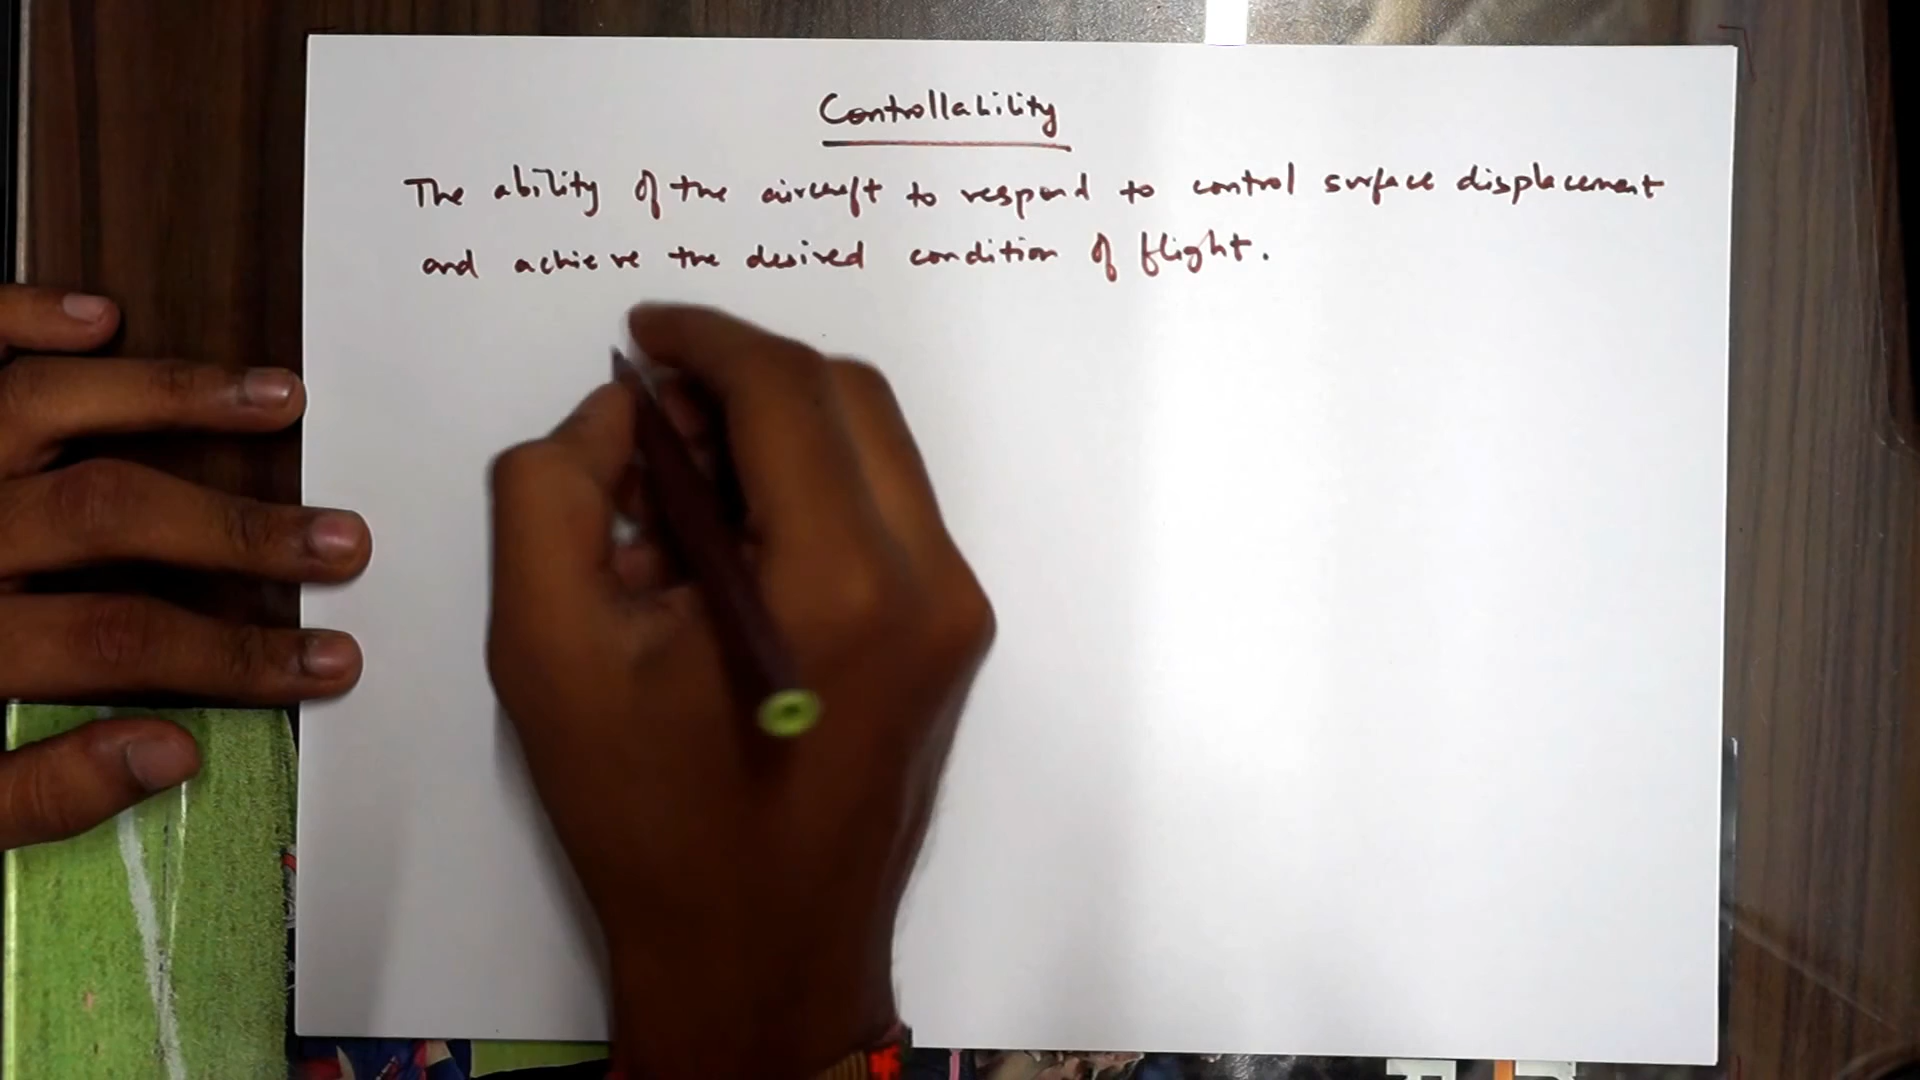 Controllability
The ability of the aircraft to respond to control surface displacement
and achieve the desired condition of flight.